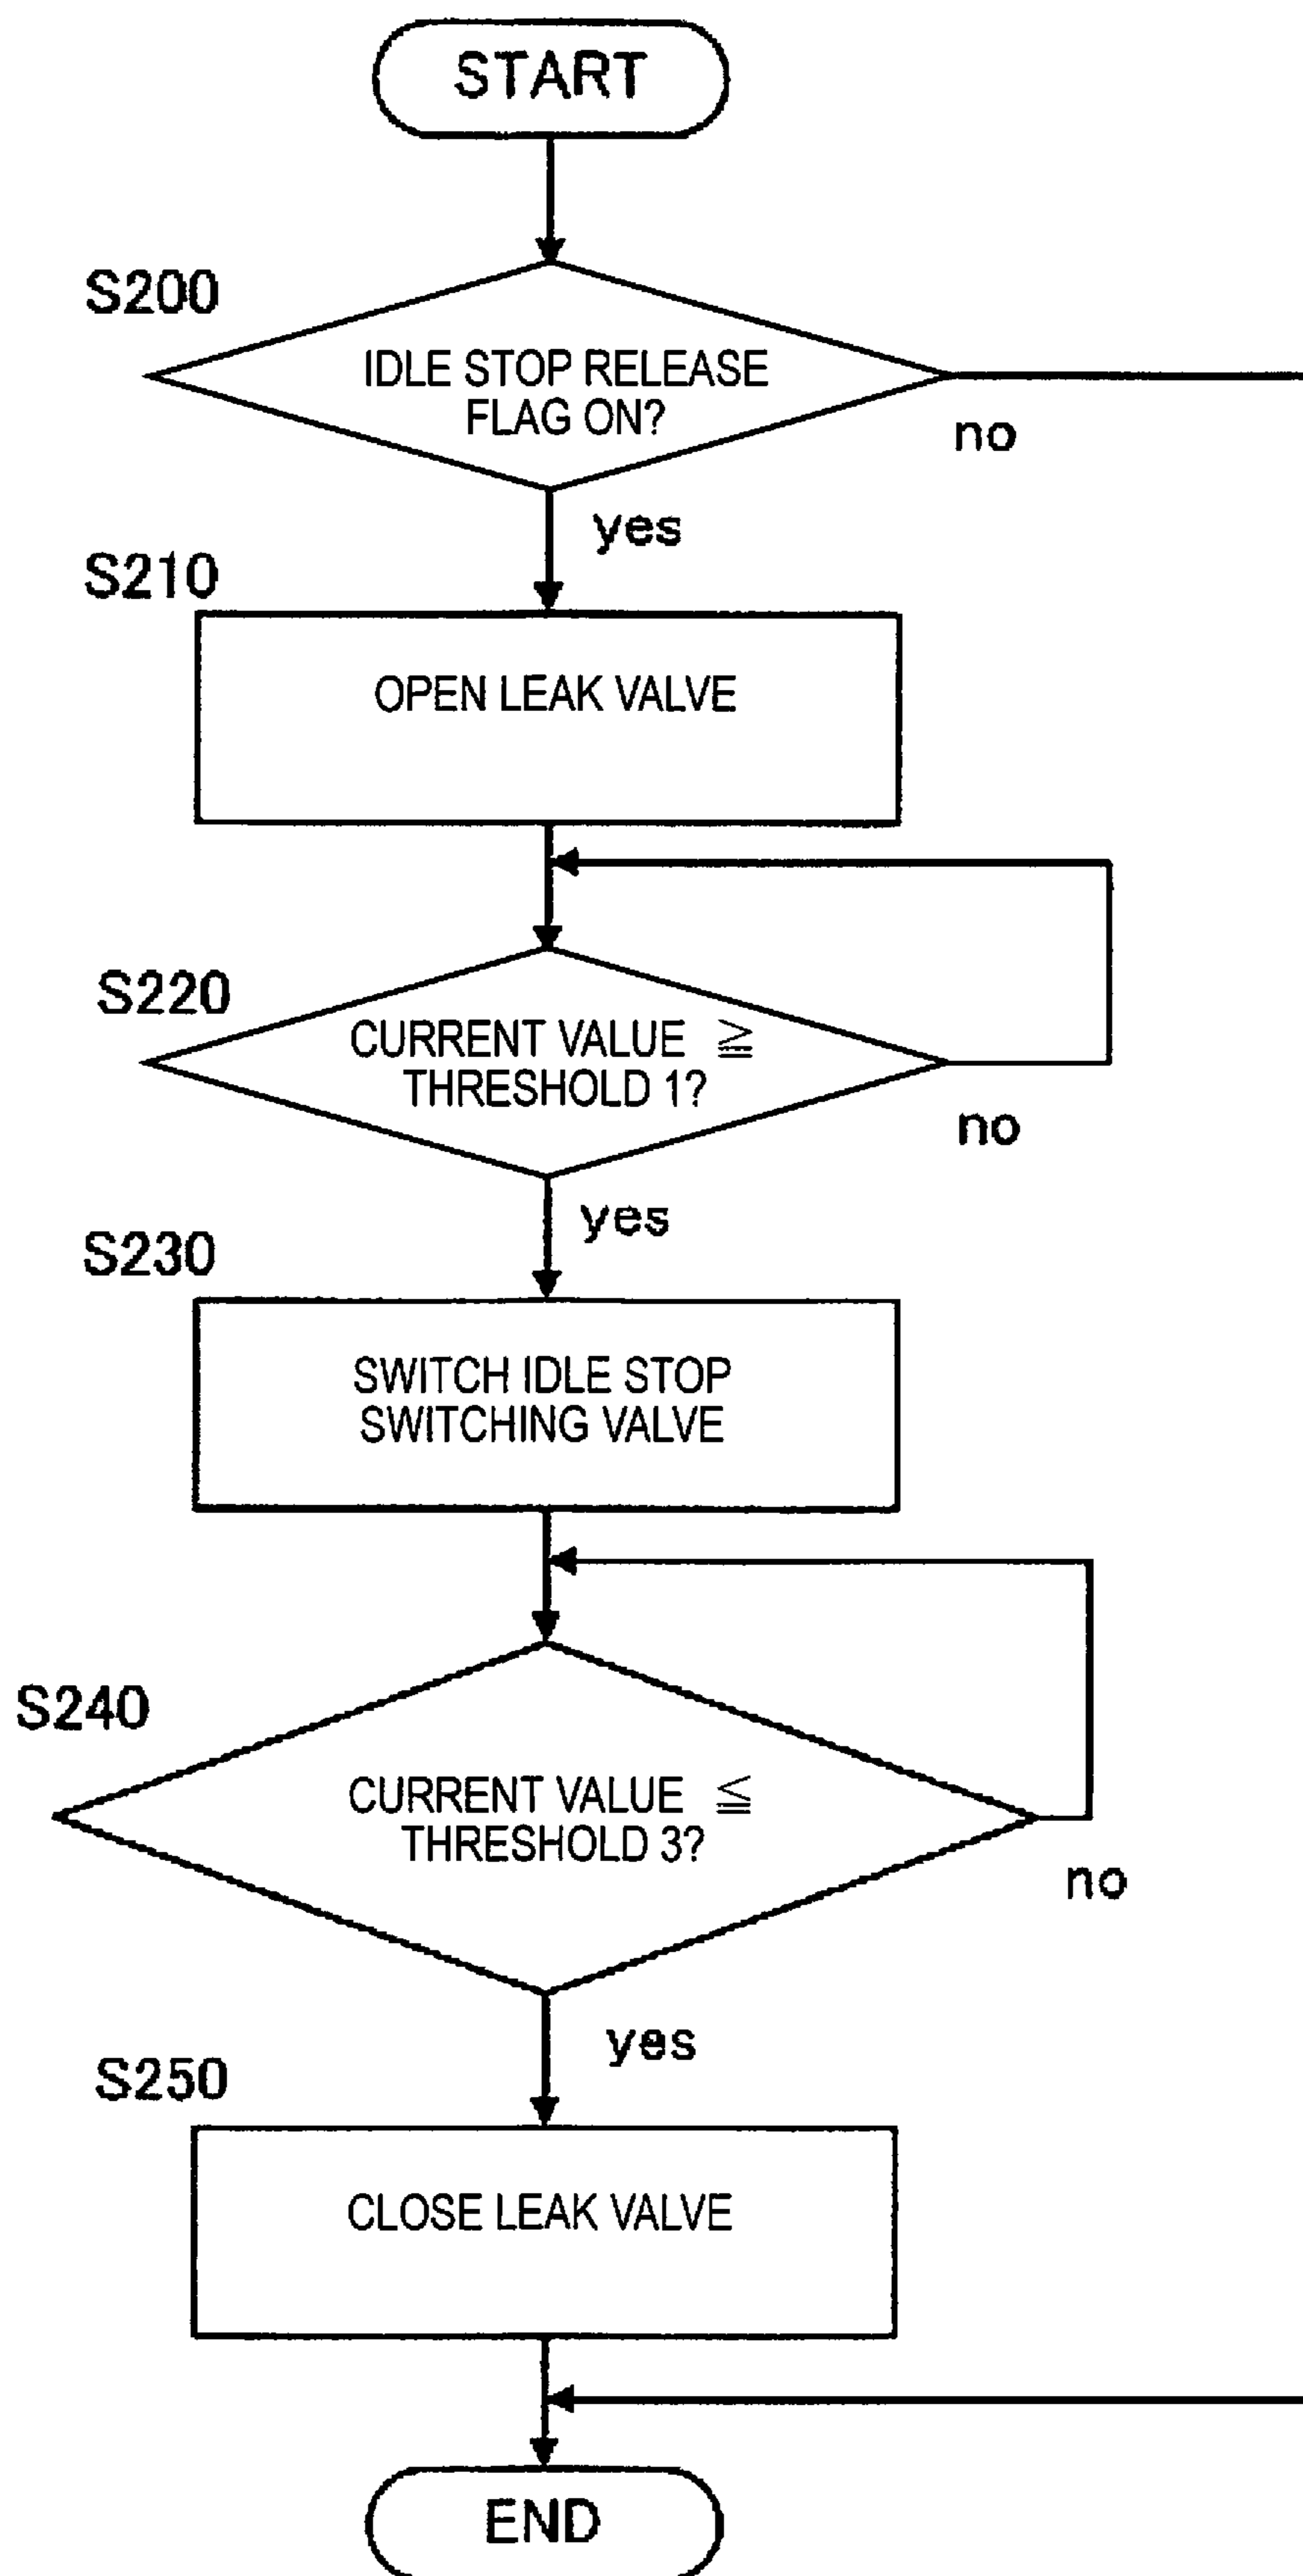 START
S200
IDLE STOP RELEASE
FLAG ON?
no
yes
S210
OPEN LEAK VALVE
S220
CURRENT VALUE ≧
THRESHOLD 1?
no
yes
S230
SWITCH IDLE STOP
SWITCHING VALVE
S240
CURRENT VALUE ≦
THRESHOLD 3?
no
yes
S250
CLOSE LEAK VALVE
END